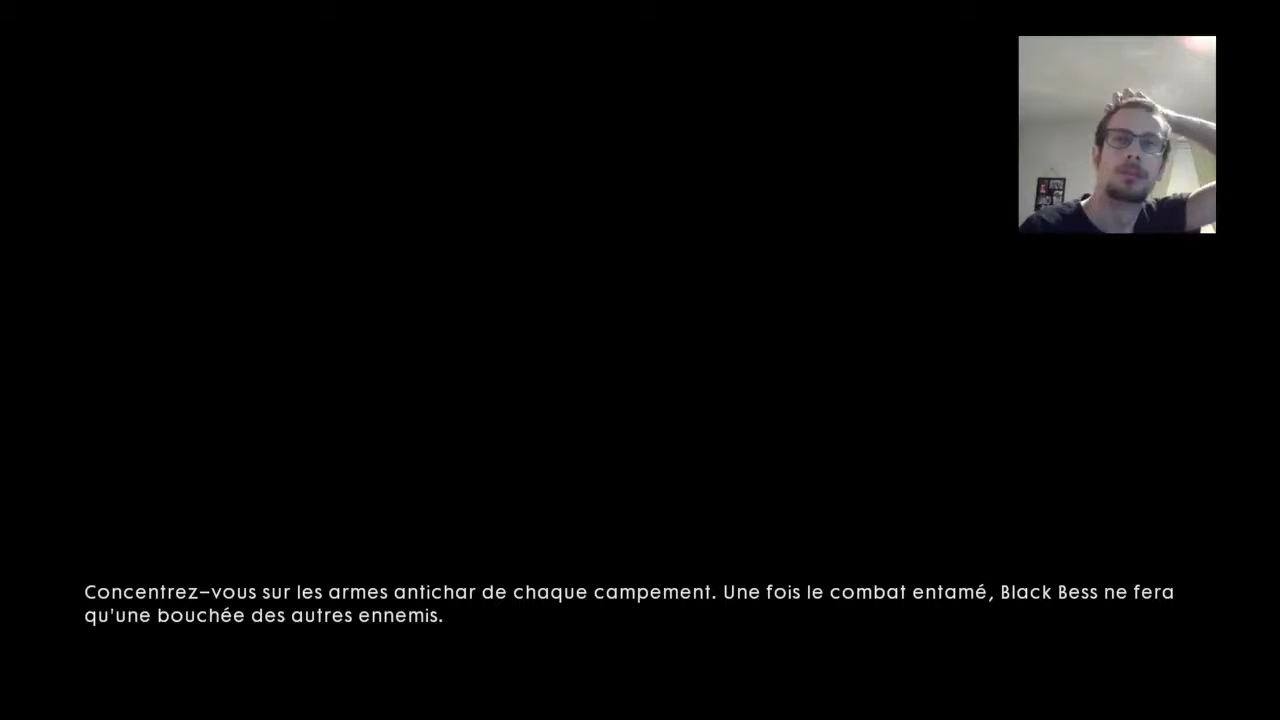 Concentrez-vous sur les armes antichar de chaque campement. Une fois le combat entamé, Black Bess ne fera
qu'une bouchée des autres ennemis.